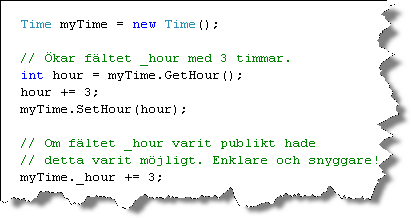 Time myTime = new Time();
// Ökar fältet _hour med 3 timmar.
int hour = myTime.GetHour();
hour += 3;
myTime.SetHour(hour);
// Om fältet _hour varit publikt hade
// detta varit möjligt. Enklare och snyggare!
myTime._hour += 3;